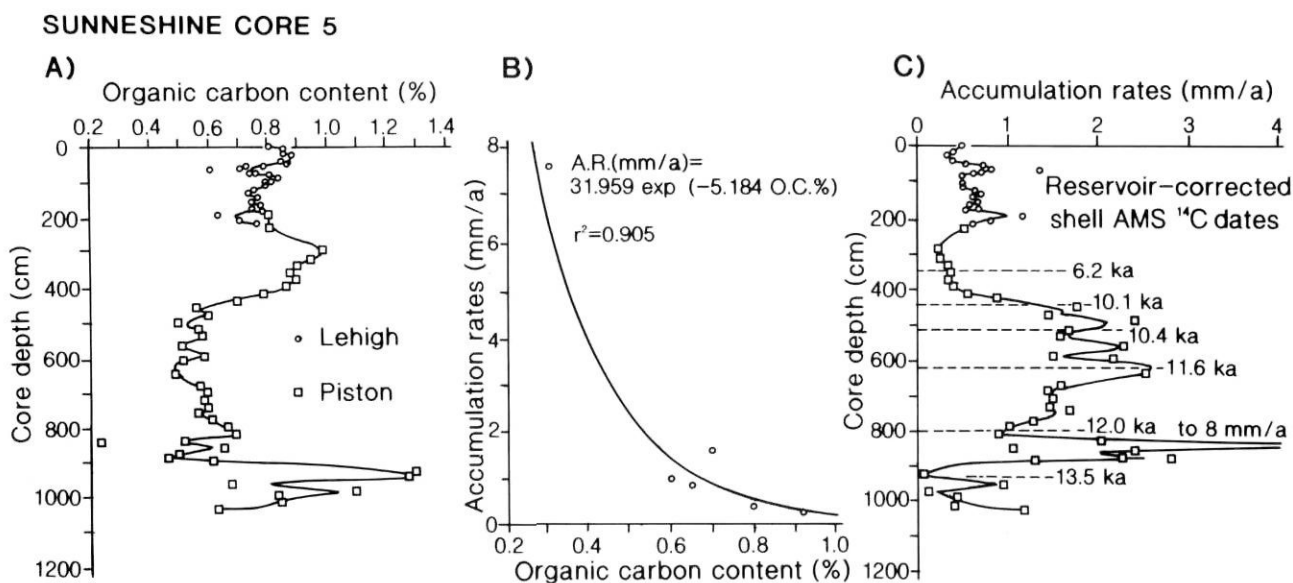 SUNNESHINE CORE 5
A)
Organic carbon content (%)
0.2 0.6 0.8 1.0 1.2 1.4
0
200
400
600
800
1000
1200
Core depth (cm)
Lehigh
Piston
B)
8
6
4
2
0
Accumulation rates (mm/a)
A.R.(mm/a)=
31.959 exp (-5.184 O.C.%)
r²=0.905
0.2 0.4 0.6 0.8 1.0
Organic carbon content (%)
C)
Accumulation rates (mm/a)
0 1 2 3 4
0
200
400
600
800
1000
1200
Core depth (cm)
Reservoir-corrected
shell AMS ¹⁴C dates
6.2 ka
10.1 ka
10.4 ka
11.6 ka
12.0 ka
to 8 mm/a
13.5 ka